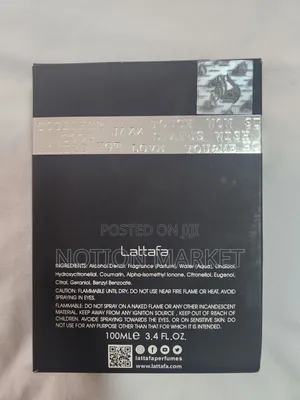 POSTED ON JIJI
NOTION MARKET
Lattafa
INGREDIENTS: Alcohol Denat, Fragrance (Parfum), Water (Aqua), Linalool,
Hydroxycitronellal, Coumarin, Alpha-Isomethyl Ionone, Citronellol, Eugenol,
Citral, Geraniol, Benzyl Benzoate.
CAUTION: FLAMMABLE UNTIL DRY. DO NOT USE NEAR FIRE FLAME OR HEAT, AVOID
SPRAYING IN EYES.
FLAMMABLE: DO NOT SPRAY ON A NAKED FLAME OR ANY OTHER INCANDESCENT
MATERIAL. KEEP AWAY FROM ANY IGNITION SOURCE , KEEP OUT OF REACH OF
CHILDREN. AVOID SPRAYING TOWARDS THE EYES, OR ON SENSITIVE SKIN. DO
NOT USE FOR ANY PURPOSE OTHER THAN THAT FOR WHICH IT IS INTENDED.
100ML ℮ 3,4 FL.OZ.
/lattafaperfumes
www.lattafa.com